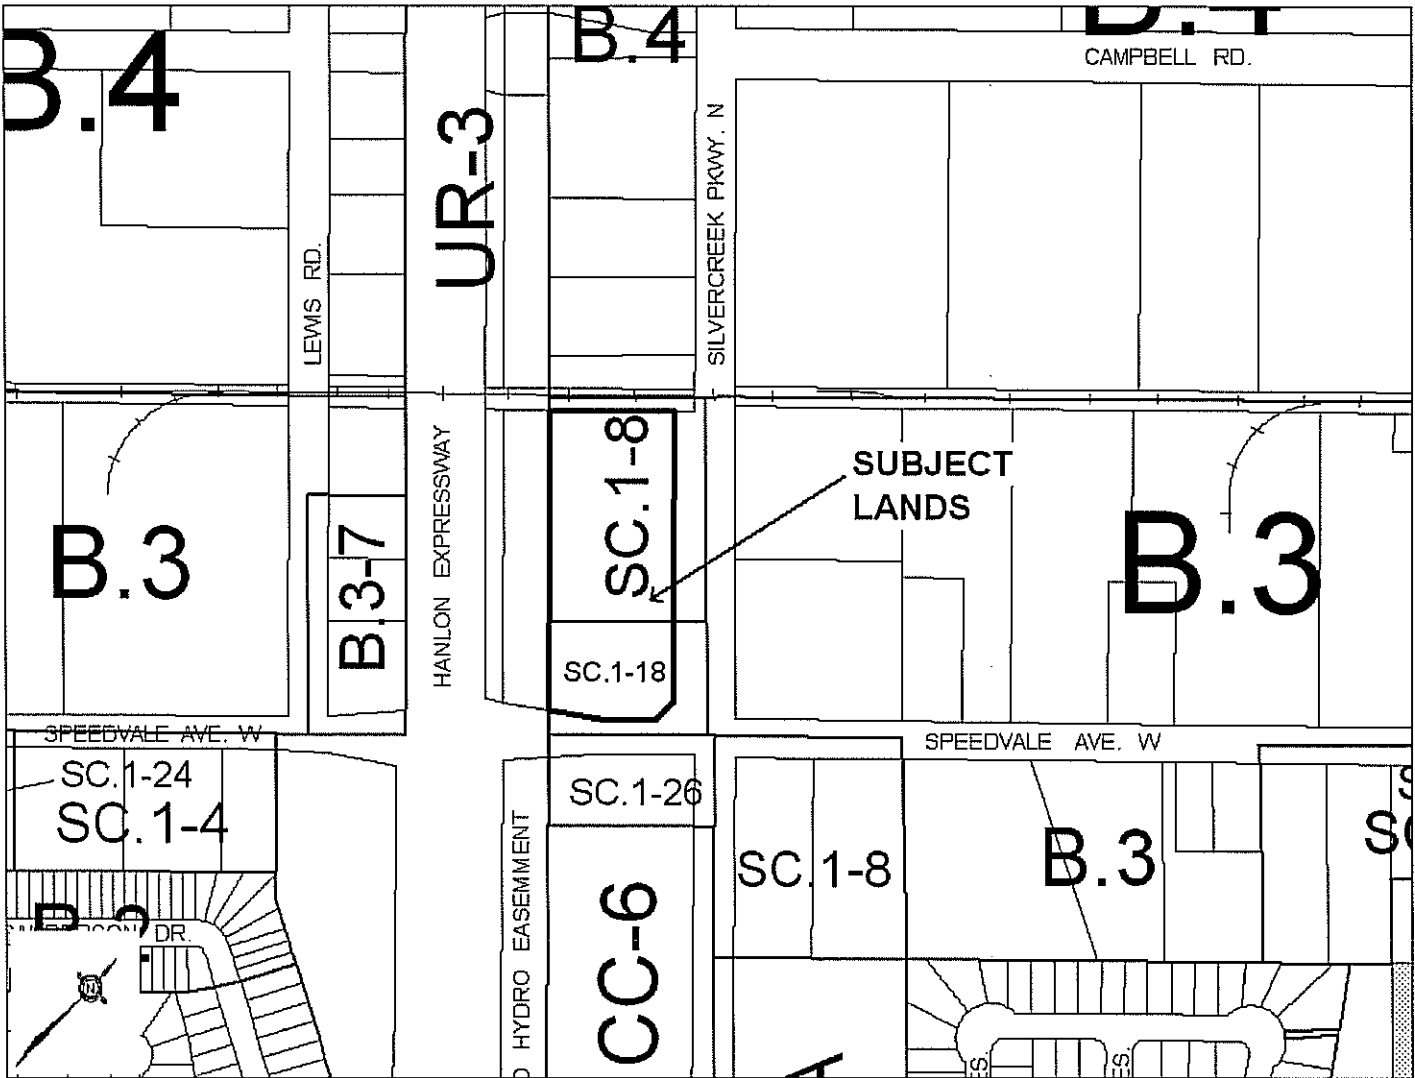 B.4
B.4
B.4
CAMPBELL RD.
UR-3
SILVERCREEK PKWY. N
LEWIS RD.
SC.1-8
SUBJECT
LANDS
HANLON EXPRESSWAY
B.3
B.3-7
B.3
SC.1-18
SPEEDVALE AVE. W
SPEEDVALE AVE. W
SC.1-24
SC.1-4
SC.1-26
SC.1-8
B.3
CC-6
HYDRO EASEMMENT
DR.
N